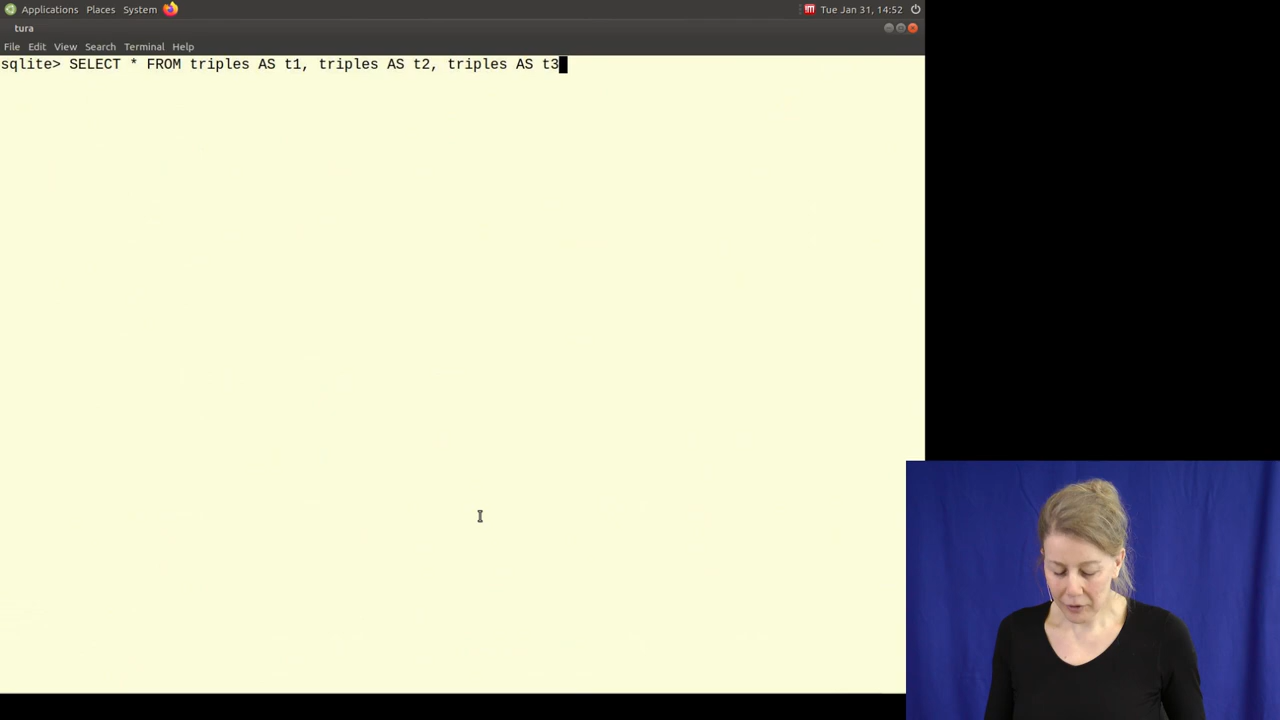 Applications Places System Tue Jan 31, 14:52
tura
File Edit View Search Terminal Help
sqlite> SELECT * FROM triples AS t1, triples AS t2, triples AS t3